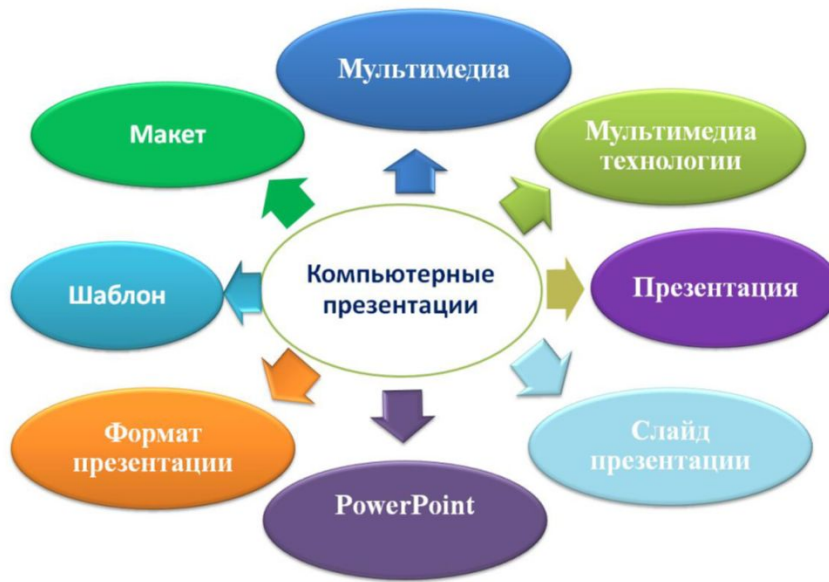 Мультимедиа
Макет
Мультимедиа
технологии
Компьютерные
презентации
Шаблон
Презентация
Формат
презентации
Слайд
презентации
PowerPoint